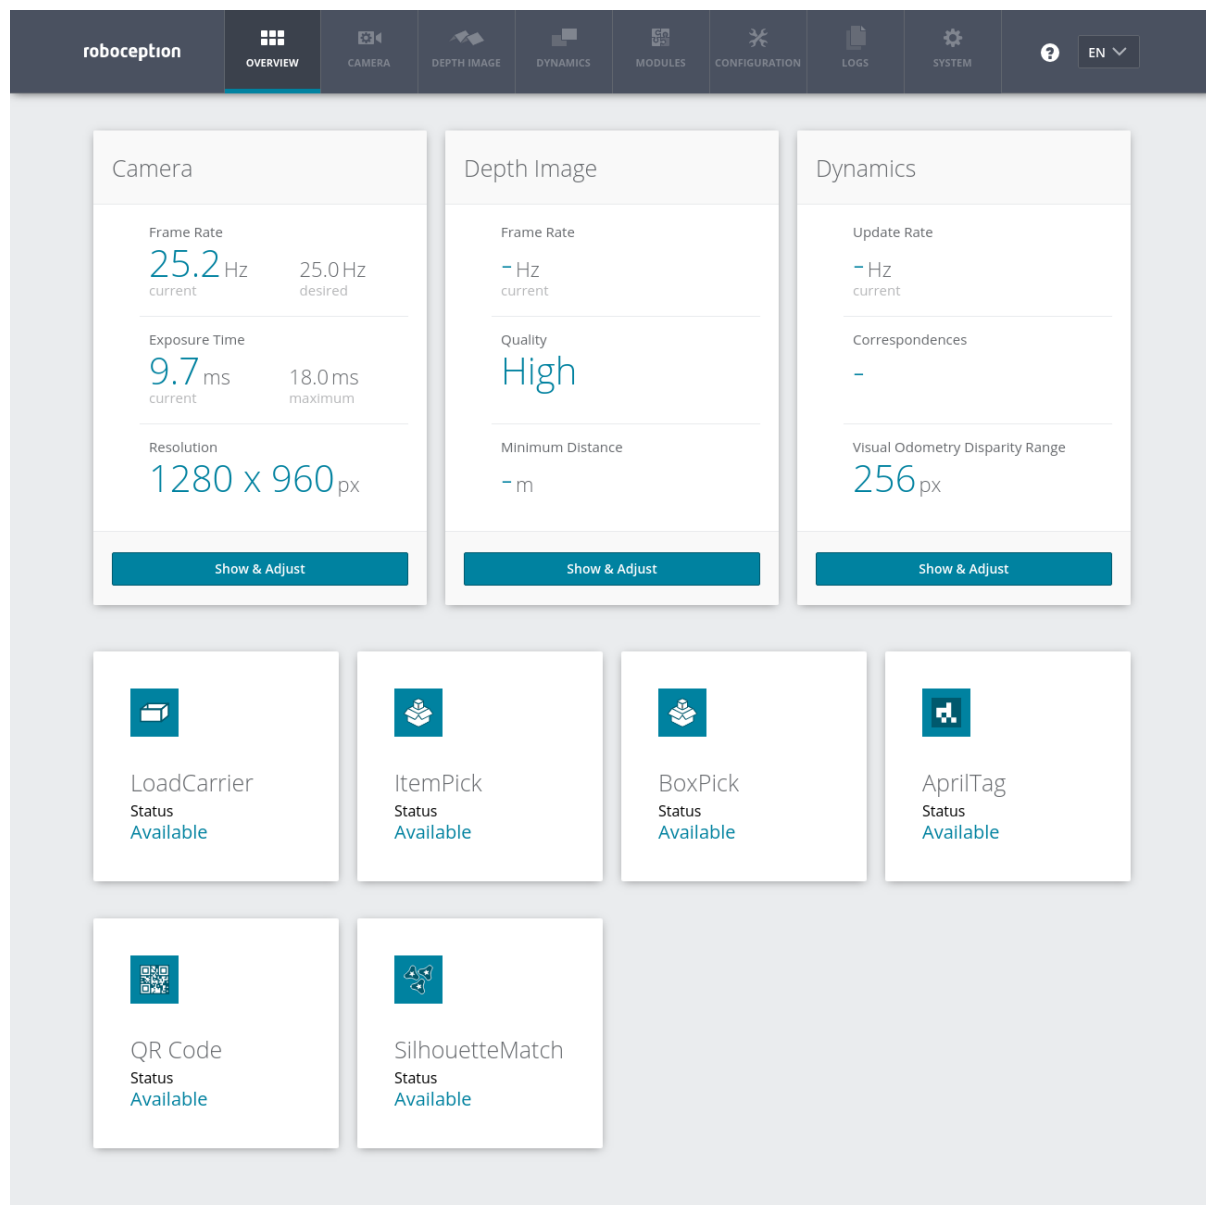 roboception
OVERVIEW
CAMERA
DEPTH IMAGE
DYNAMICS
MODULES
CONFIGURATION
LOGS
SYSTEM
?
EN
Camera
Frame Rate
25.2 Hz 25.0 Hz
current desired
Exposure Time
9.7 ms 18.0 ms
current maximum
Resolution
1280 x 960 px
Show & Adjust
Depth Image
Frame Rate
- Hz
current
Quality
High
Minimum Distance
- m
Show & Adjust
Dynamics
Update Rate
- Hz
current
Correspondences
-
Visual Odometry Disparity Range
256 px
Show & Adjust
LoadCarrier
Status
Available
ItemPick
Status
Available
BoxPick
Status
Available
AprilTag
Status
Available
QR Code
Status
Available
SilhouetteMatch
Status
Available